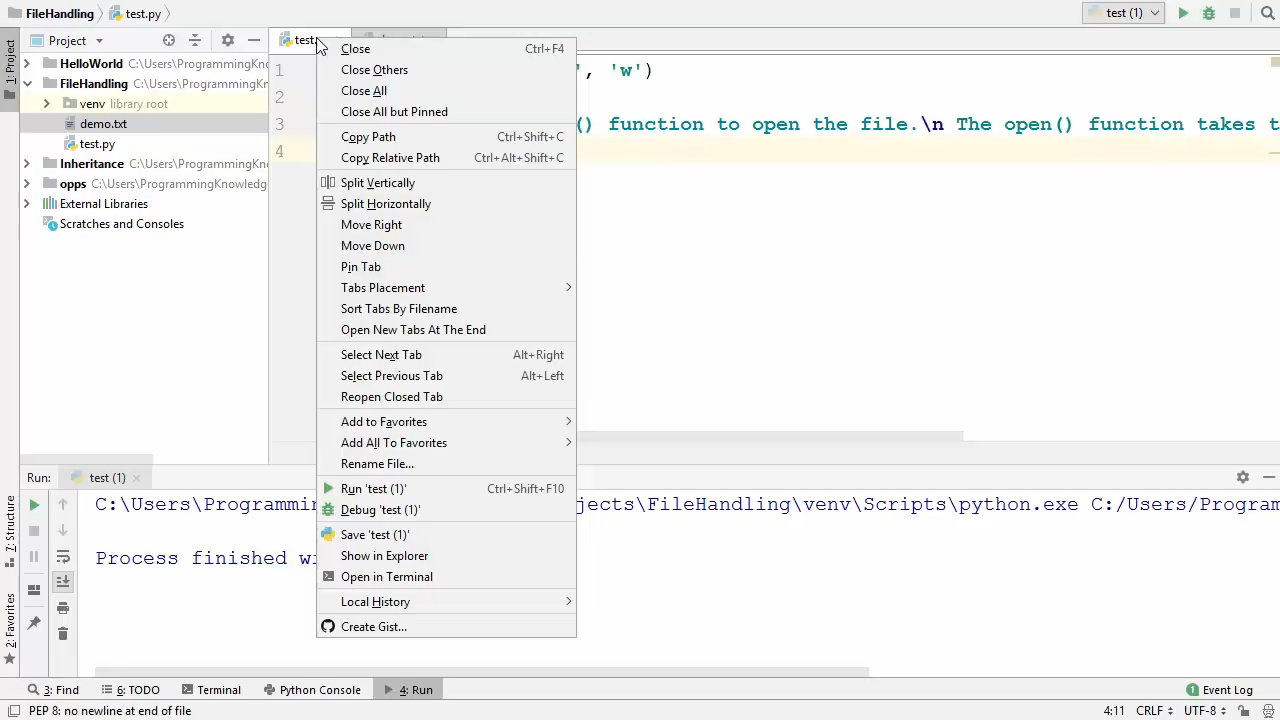 FileHandling test.py test (1)
1: Project
Project
HelloWorld C:\Users\ProgrammingKn
FileHandling C:\Users\ProgrammingKn
venv library root
demo.txt
test.py
Inheritance C:\Users\ProgrammingKno
opps C:\Users\ProgrammingKnowledge
External Libraries
Scratches and Consoles
test.
1 ', 'w')
2
3 () function to open the file.\n The open() function takes t
4
Close Ctrl+F4
Close Others
Close All
Close All but Pinned
Copy Path Ctrl+Shift+C
Copy Relative Path Ctrl+Alt+Shift+C
Split Vertically
Split Horizontally
Move Right
Move Down
Pin Tab
Tabs Placement
Sort Tabs By Filename
Open New Tabs At The End
Select Next Tab Alt+Right
Select Previous Tab Alt+Left
Reopen Closed Tab
Add to Favorites
Add All To Favorites
Rename File...
Run 'test (1)' Ctrl+Shift+F10
Debug 'test (1)'
Save 'test (1)'
Show in Explorer
Open in Terminal
Local History
Create Gist...
Run: test (1)
C:\Users\Programmin jects\FileHandling\venv\Scripts\python.exe C:/Users/Program
Process finished wi
7: Structure
2: Favorites
3: Find 6: TODO Terminal Python Console 4: Run 1 Event Log
PEP 8: no newline at end of file 4:11 CRLF UTF-8